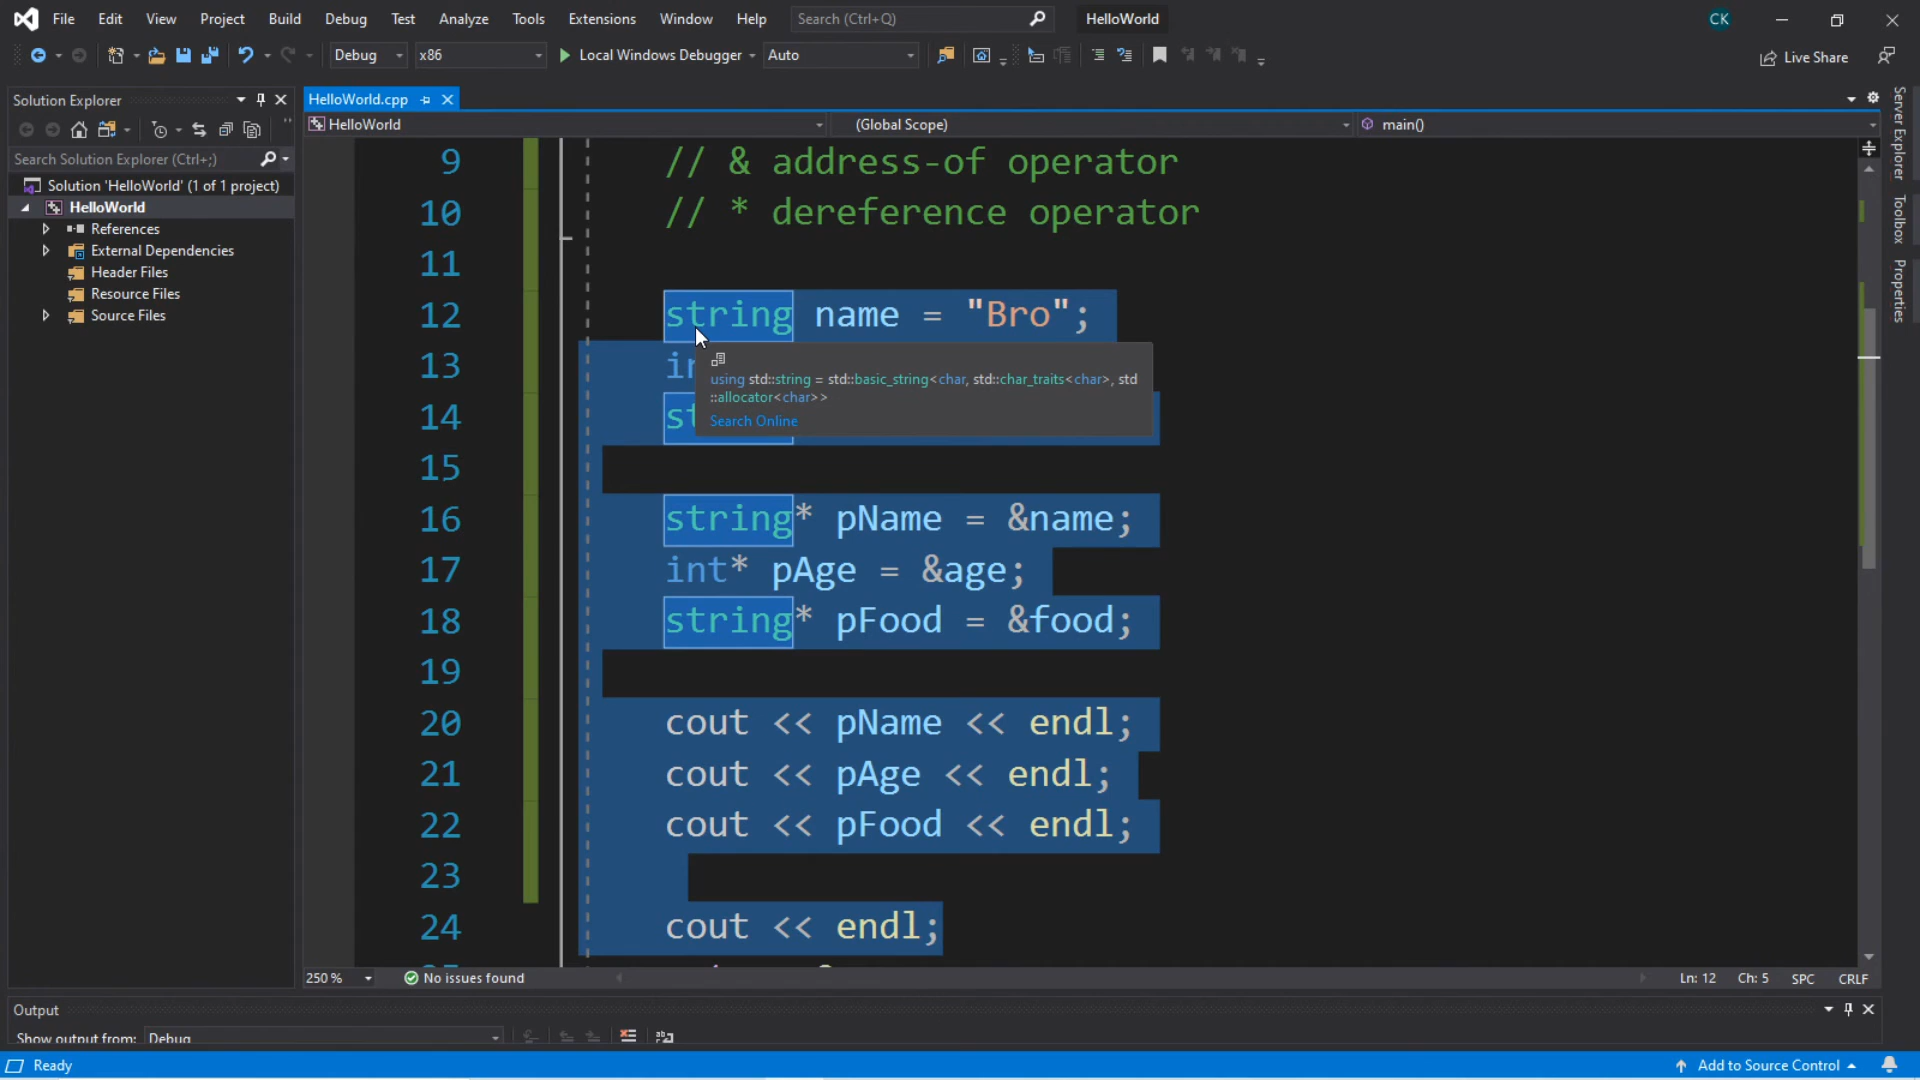 File Edit View Project Build Debug Test Analyze Tools Extensions Window Help Search (Ctrl+Q) HelloWorld CK
Debug x86 Local Windows Debugger Auto Live Share
Solution Explorer
Search Solution Explorer (Ctrl+;)
Solution 'HelloWorld' (1 of 1 project)
HelloWorld
References
External Dependencies
Header Files
Resource Files
Source Files
HelloWorld.cpp
HelloWorld (Global Scope) main()
9 // & address-of operator
10 // * dereference operator
11
12 string name = "Bro";
13
14
using std::string = std::basic_string<char, std::char_traits<char>, std
::allocator<char>>
Search Online
15
16 string* pName = &name;
17 int* pAge = &age;
18 string* pFood = &food;
19
20 cout << pName << endl;
21 cout << pAge << endl;
22 cout << pFood << endl;
23
24 cout << endl;
250 % No issues found Ln: 12 Ch: 5 SPC CRLF
Output
Show output from: Debug
Ready Add to Source Control
Server Explorer
Toolbox
Properties